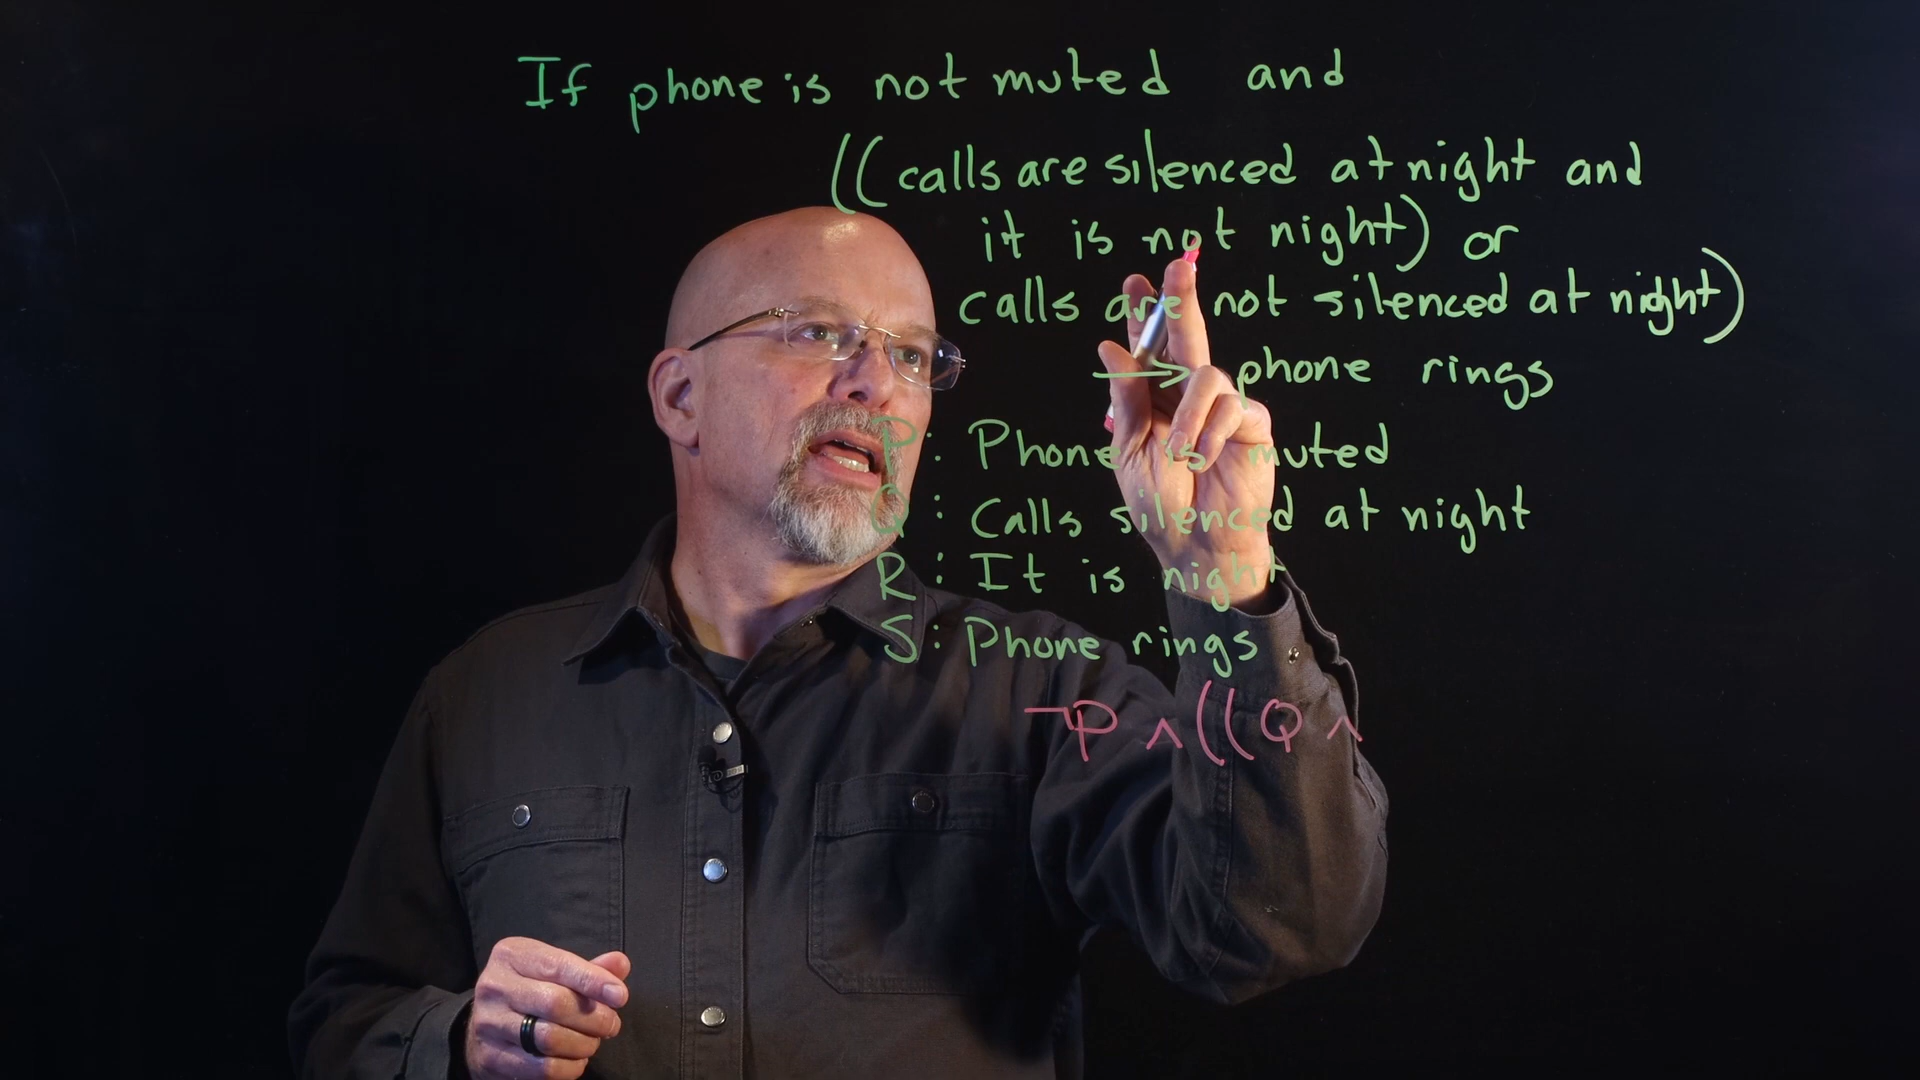 If phone is not muted and
((calls are silenced at night and
it is not night) or
calls are not silenced at night)
→ phone rings
P: Phone is muted
Q: Calls silenced at night
R: It is night
S: Phone rings
¬P ∧ ((Q ∧